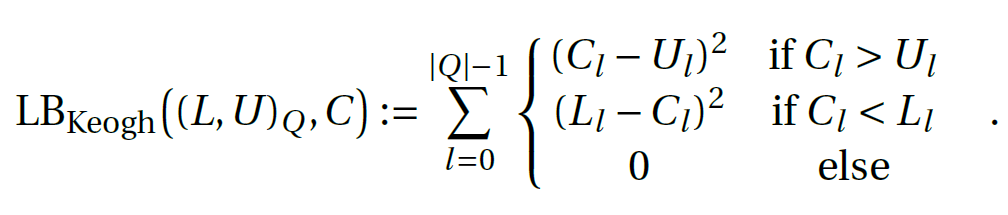 LB_Keogh((L, U)_Q, C) := \sum_{l=0}^{|Q|-1} \begin{cases} (C_l − U_l)^2 & \text{if } C_l > U_l \\ (L_l − C_l)^2 & \text{if } C_l < L_l \\ 0 & \text{else} \end{cases} .